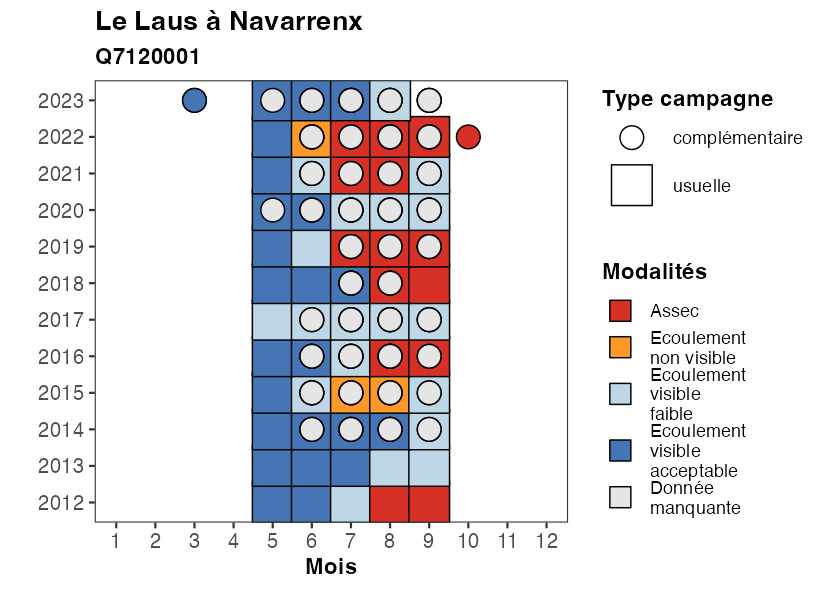 Le Laus à Navarrenx
Q7120001
2023
2022
2021
2020
2019
2018
2017
2016
2015
2014
2013
2012
1 2 3 4 5 6 7 8 9 10 11 12
Mois
Type campagne
complémentaire
usuelle
Modalités
Assec
Ecoulement
non visible
Ecoulement
visible
faible
Ecoulement
visible
acceptable
Donnée
manquante